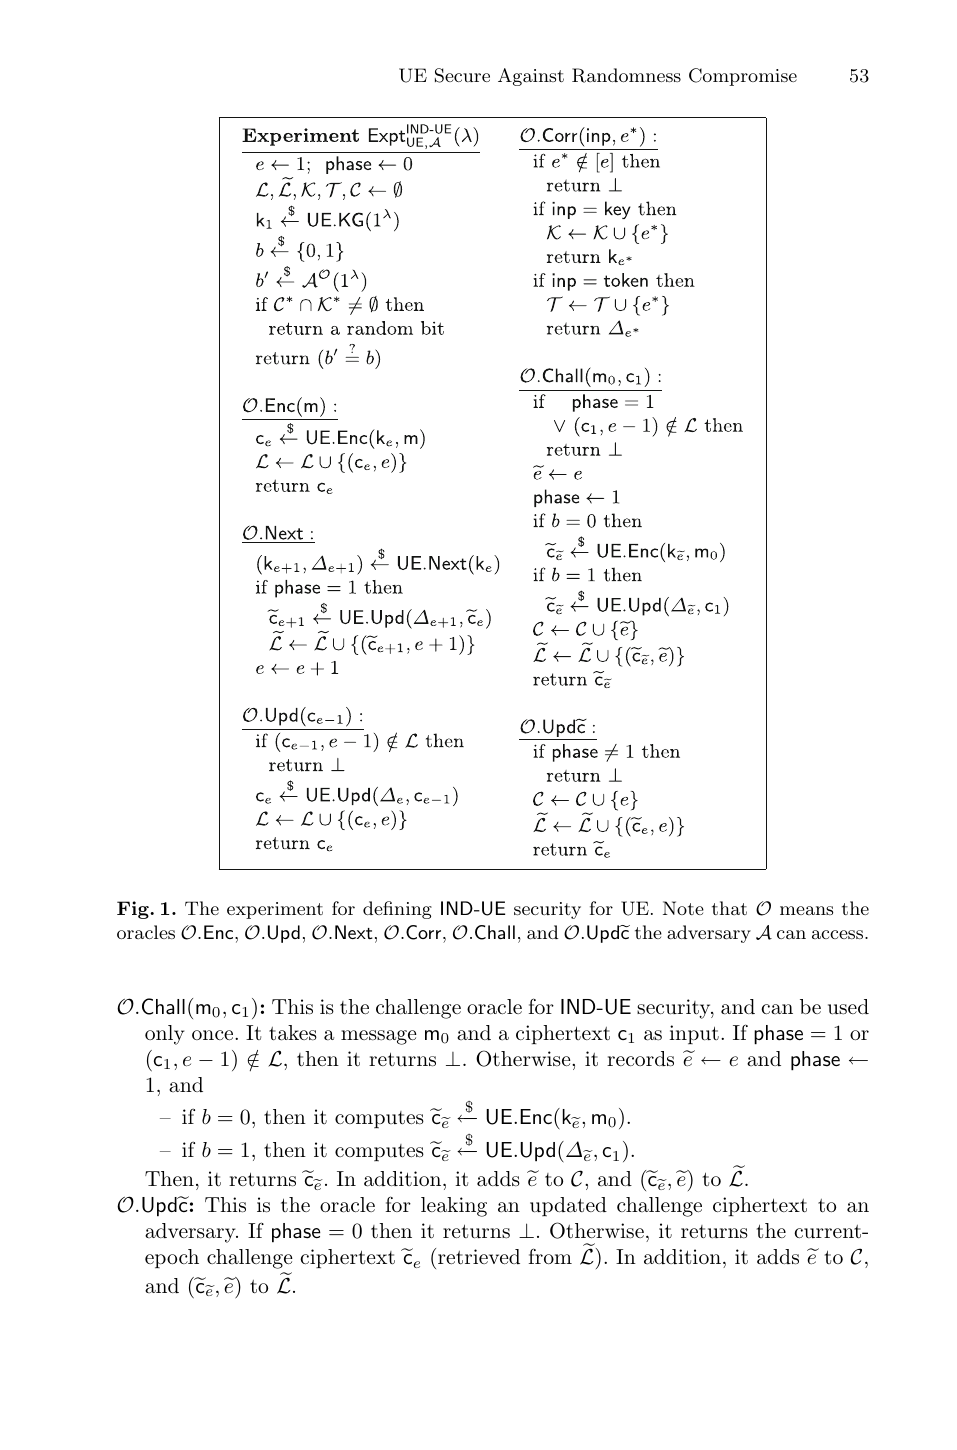 UE Secure Against Randomness Compromise 53
Experiment Expt^{IND-UE}_{UE,𝒜}(λ)
e ← 1; phase ← 0
ℒ, ℒ̃, 𝒦, 𝒯, 𝒞 ← ∅
k₁ ←$ UE.KG(1^λ)
b ←$ {0, 1}
b′ ←$ 𝒜^𝒪(1^λ)
if 𝒞* ∩ 𝒦* ≠ ∅ then
return a random bit
return (b′ =? b)
𝒪.Enc(m) :
c_e ←$ UE.Enc(k_e, m)
ℒ ← ℒ ∪ {(c_e, e)}
return c_e
𝒪.Next :
(k_{e+1}, Δ_{e+1}) ←$ UE.Next(k_e)
if phase = 1 then
c̃_{e+1} ←$ UE.Upd(Δ_{e+1}, c̃_e)
ℒ̃ ← ℒ̃ ∪ {(c̃_{e+1}, e + 1)}
e ← e + 1
𝒪.Upd(c_{e−1}) :
if (c_{e−1}, e − 1) ∉ ℒ then
return ⊥
c_e ←$ UE.Upd(Δ_e, c_{e−1})
ℒ ← ℒ ∪ {(c_e, e)}
return c_e
𝒪.Corr(inp, e*) :
if e* ∉ [e] then
return ⊥
if inp = key then
𝒦 ← 𝒦 ∪ {e*}
return k_{e*}
if inp = token then
𝒯 ← 𝒯 ∪ {e*}
return Δ_{e*}
𝒪.Chall(m₀, c₁) :
if phase = 1
∨ (c₁, e − 1) ∉ ℒ then
return ⊥
ẽ ← e
phase ← 1
if b = 0 then
c̃_ẽ ←$ UE.Enc(k_ẽ, m₀)
if b = 1 then
c̃_ẽ ←$ UE.Upd(Δ_ẽ, c₁)
𝒞 ← 𝒞 ∪ {ẽ}
ℒ̃ ← ℒ̃ ∪ {(c̃_ẽ, ẽ)}
return c̃_ẽ
𝒪.Updc̃ :
if phase ≠ 1 then
return ⊥
𝒞 ← 𝒞 ∪ {e}
ℒ̃ ← ℒ̃ ∪ {(c̃_e, e)}
return c̃_e
Fig. 1. The experiment for defining IND-UE security for UE. Note that 𝒪 means the
oracles 𝒪.Enc, 𝒪.Upd, 𝒪.Next, 𝒪.Corr, 𝒪.Chall, and 𝒪.Updc̃ the adversary 𝒜 can access.
𝒪.Chall(m₀, c₁): This is the challenge oracle for IND-UE security, and can be used
only once. It takes a message m₀ and a ciphertext c₁ as input. If phase = 1 or
(c₁, e − 1) ∉ ℒ, then it returns ⊥. Otherwise, it records ẽ ← e and phase ←
1, and
– if b = 0, then it computes c̃_ẽ ←$ UE.Enc(k_ẽ, m₀).
– if b = 1, then it computes c̃_ẽ ←$ UE.Upd(Δ_ẽ, c₁).
Then, it returns c̃_ẽ. In addition, it adds ẽ to 𝒞, and (c̃_ẽ, ẽ) to ℒ̃.
𝒪.Updc̃: This is the oracle for leaking an updated challenge ciphertext to an
adversary. If phase = 0 then it returns ⊥. Otherwise, it returns the current-
epoch challenge ciphertext c̃_e (retrieved from ℒ̃). In addition, it adds ẽ to 𝒞,
and (c̃_ẽ, ẽ) to ℒ̃.